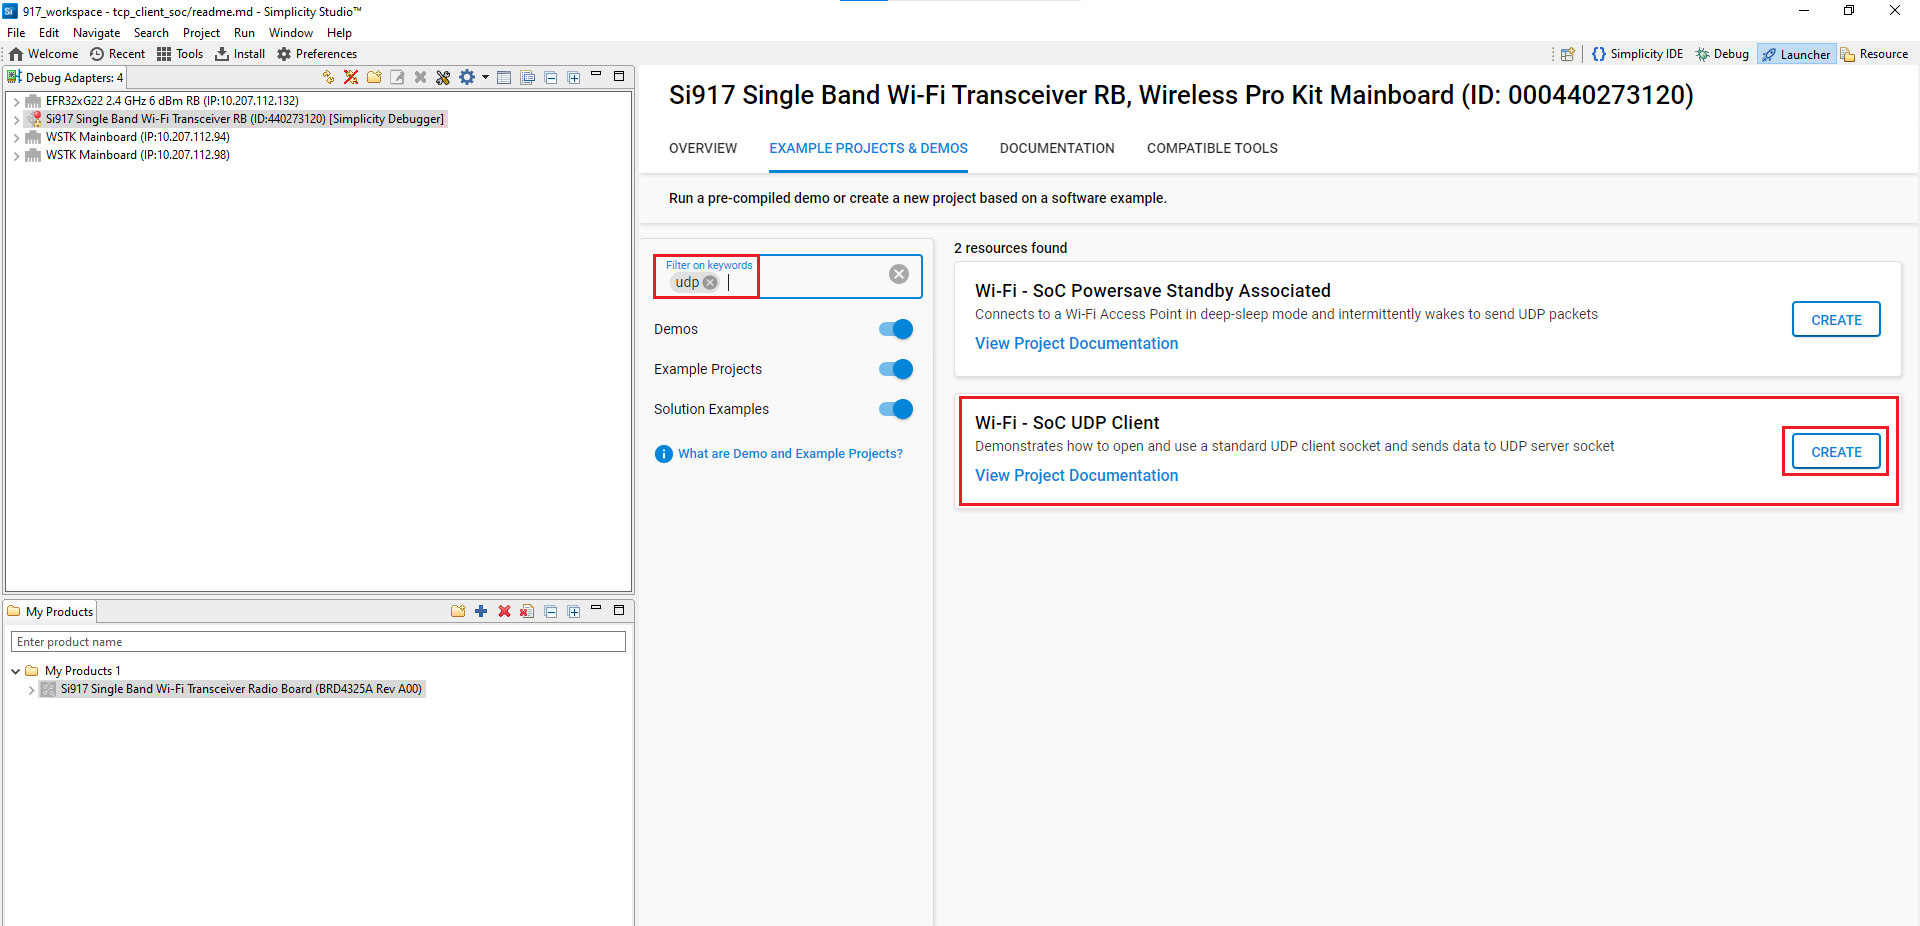 Si 917_workspace - tcp_client_soc/readme.md - Simplicity Studio™
File Edit Navigate Search Project Run Window Help
Welcome Recent Tools Install Preferences
Simplicity IDE Debug Launcher Resource
Debug Adapters: 4
EFR32xG22 2.4 GHz 6 dBm RB (IP:10.207.112.132)
Si917 Single Band Wi-Fi Transceiver RB (ID:440273120) [Simplicity Debugger]
WSTK Mainboard (IP:10.207.112.94)
WSTK Mainboard (IP:10.207.112.98)
My Products
Enter product name
My Products 1
Si917 Single Band Wi-Fi Transceiver Radio Board (BRD4325A Rev A00)
Si917 Single Band Wi-Fi Transceiver RB, Wireless Pro Kit Mainboard (ID: 000440273120)
OVERVIEW EXAMPLE PROJECTS & DEMOS DOCUMENTATION COMPATIBLE TOOLS
Run a pre-compiled demo or create a new project based on a software example.
Filter on keywords
udp
Demos
Example Projects
Solution Examples
What are Demo and Example Projects?
2 resources found
Wi-Fi - SoC Powersave Standby Associated
Connects to a Wi-Fi Access Point in deep-sleep mode and intermittently wakes to send UDP packets
View Project Documentation
CREATE
Wi-Fi - SoC UDP Client
Demonstrates how to open and use a standard UDP client socket and sends data to UDP server socket
View Project Documentation
CREATE